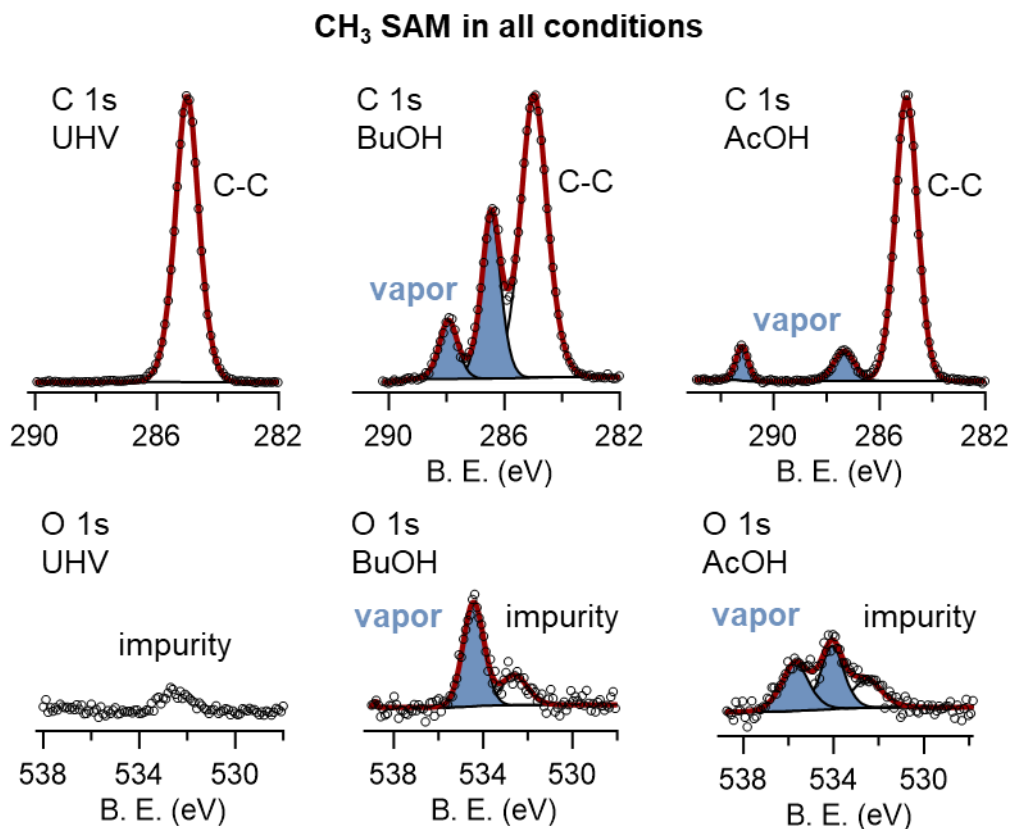 CH₃ SAM in all conditions
C 1s
UHV
C-C
290 286 282
C 1s
BuOH
C-C
vapor
290 286 282
B. E. (eV)
C 1s
AcOH
C-C
vapor
290 286 282
B. E. (eV)
O 1s
UHV
impurity
538 534 530
B. E. (eV)
O 1s
BuOH
vapor
impurity
538 534 530
B. E. (eV)
O 1s
AcOH
vapor
impurity
538 534 530
B. E. (eV)